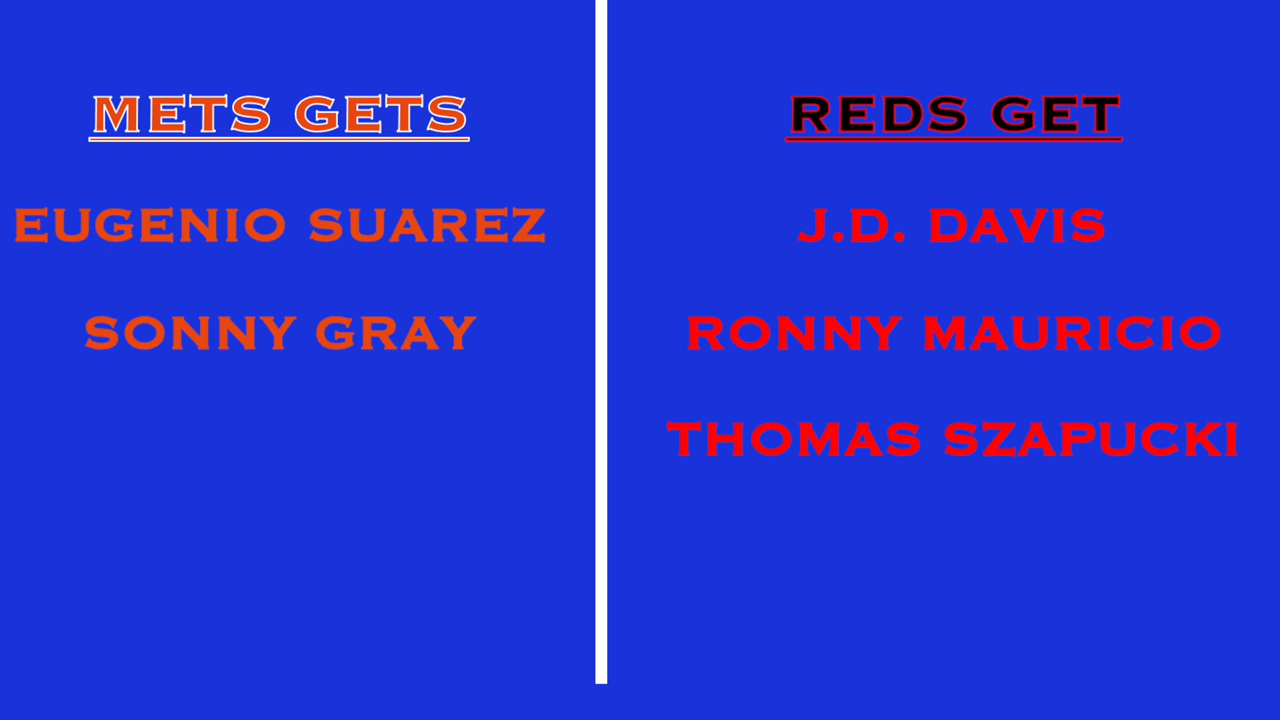 METS GETS
EUGENIO SUAREZ
SONNY GRAY
REDS GET
J.D. DAVIS
RONNY MAURICIO
THOMAS SZAPUCKI